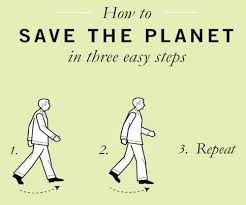 How to
SAVE THE PLANET
in three easy steps
1.
2.
3. Repeat